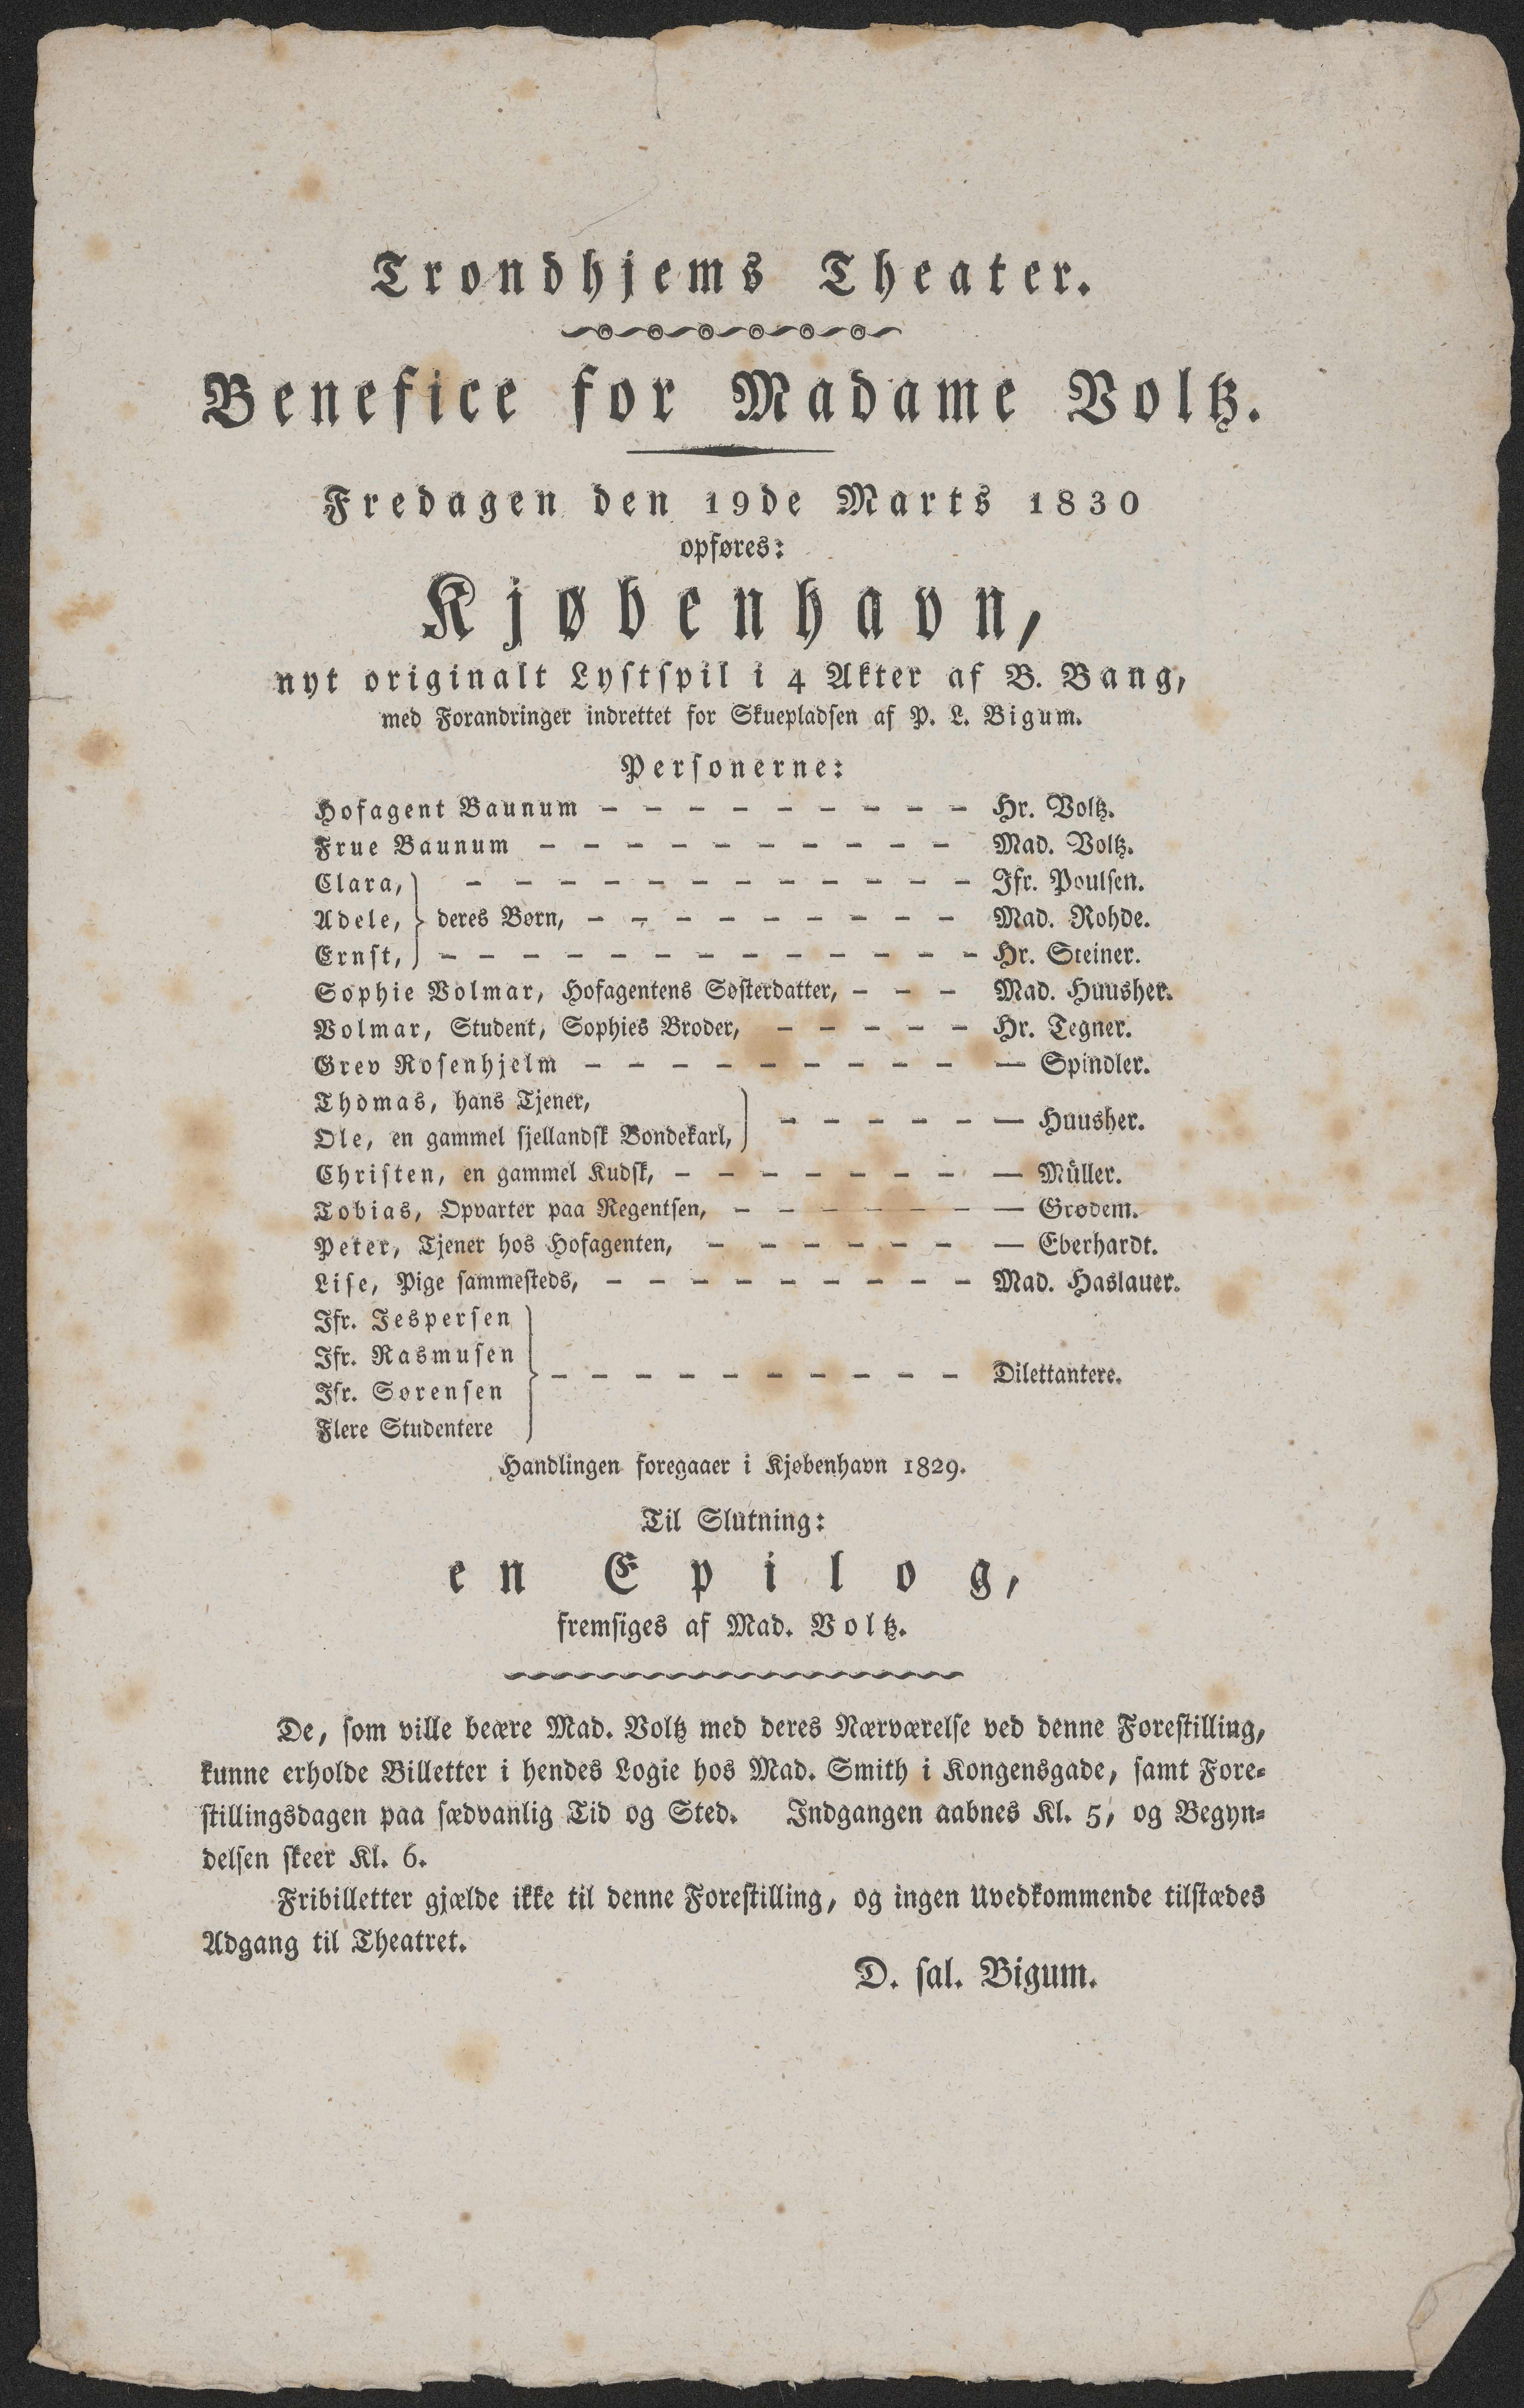 Trondhjems Theater.
Benefice for Madame Voltz.
Fredagen den 19de Marts 1830
opføres:
Kjøbenhavn,
nyt originalt Lystspil i 4 Akter af B. Bang,
med Forandringer indrettet for Skuepladsen af P. L. Bigum.
Personerne:
Hofagent Baunum - - - - - - - - - Hr. Voltz.
Frue Baunum - - - - - - - - - - Mad. Voltz.
Clara, - - - - - - - - - - - - Jfr. Poulsen.
Adele, deres Børn, - - - - - - - - - Mad. Rohde.
Ernst, - - - - - - - - - - - - - Hr. Steiner.
Sophie Volmar, Hofagentens Søsterdatter, - - - Mad. Huusher.
Volmar, Student, Sophies Broder, - - - - - Hr. Tegner.
Grev Rosenhjelm - - - - - - - - - — Spindler.
Thomas, hans Tjener,
Ole, en gammel sjellandsk Bondekarl, - - - - - — Huusher.
Christen, en gammel Kudsk, - - - - - - - — Müller.
Tobias, Opvarter paa Regentsen, - - - - - - — Grødem.
Peter, Tjener hos Hofagenten, - - - - - - — Eberhardt.
Lise, Pige sammesteds, - - - - - - - - - Mad. Haslauer.
Jfr. Jespersen
Jfr. Rasmusen
Jfr. Sørensen
Flere Studentere - - - - - - - - - - Dilettantere.
Handlingen foregaaer i Kjøbenhavn 1829.
Til Slutning:
en Epilog,
fremsiges af Mad. Voltz.
De, som ville beære Mad. Voltz med deres Nærværelse ved denne Forestilling,
kunne erholde Billetter i hendes Logie hos Mad. Smith i Kongensgade, samt Fore-
stillingsdagen paa sædvanlig Tid og Sted. Indgangen aabnes Kl. 5, og Begyn-
delsen skeer Kl. 6.
Fribilletter gjælde ikke til denne Forestilling, og ingen Uvedkommende tilstædes
Adgang til Theatret.
D. sal. Bigum.